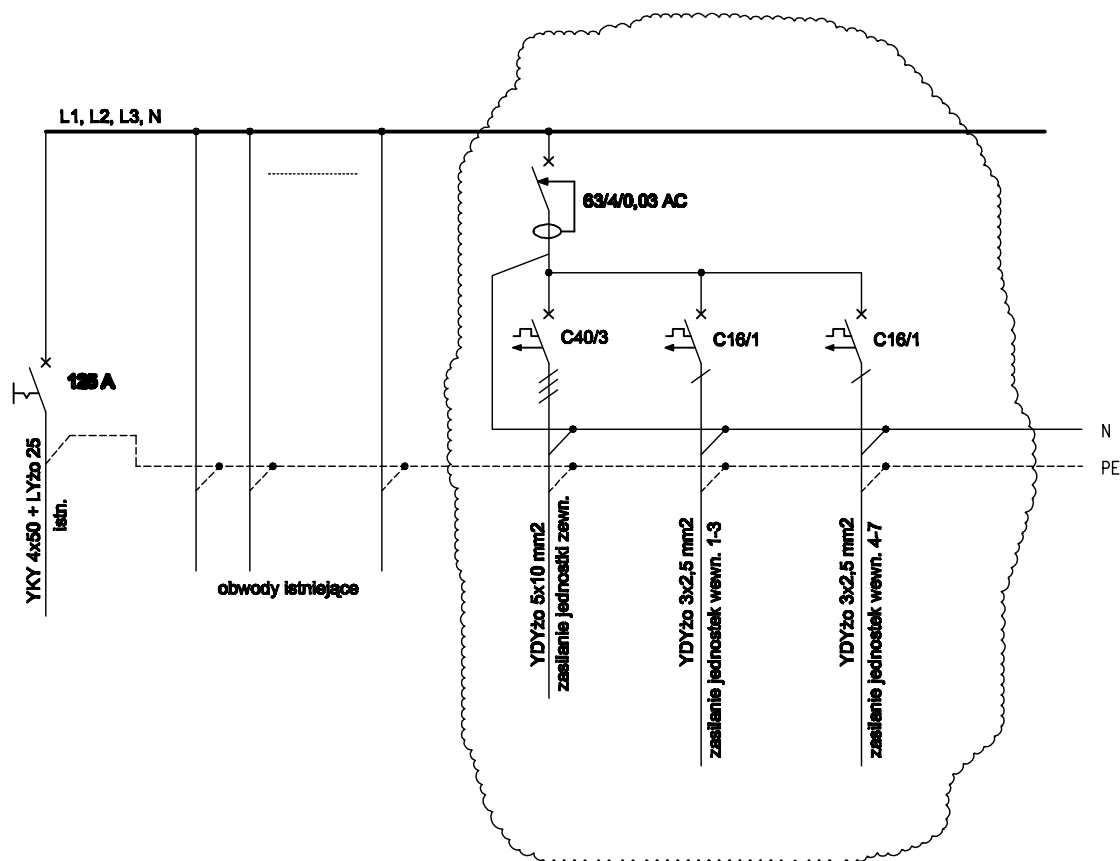 L1, L2, L3, N
63/4/0,03 AC
C40/3
C16/1
C16/1
125 A
N
PE
YKY 4x50 + LYżo 25
istn.
obwody istniejące
YDYżo 5x10 mm2
zasilanie jednostki zewn.
YDYżo 3x2,5 mm2
zasilanie jednostek wewn. 1-3
YDYżo 3x2,5 mm2
zasilanie jednostek wewn. 4-7